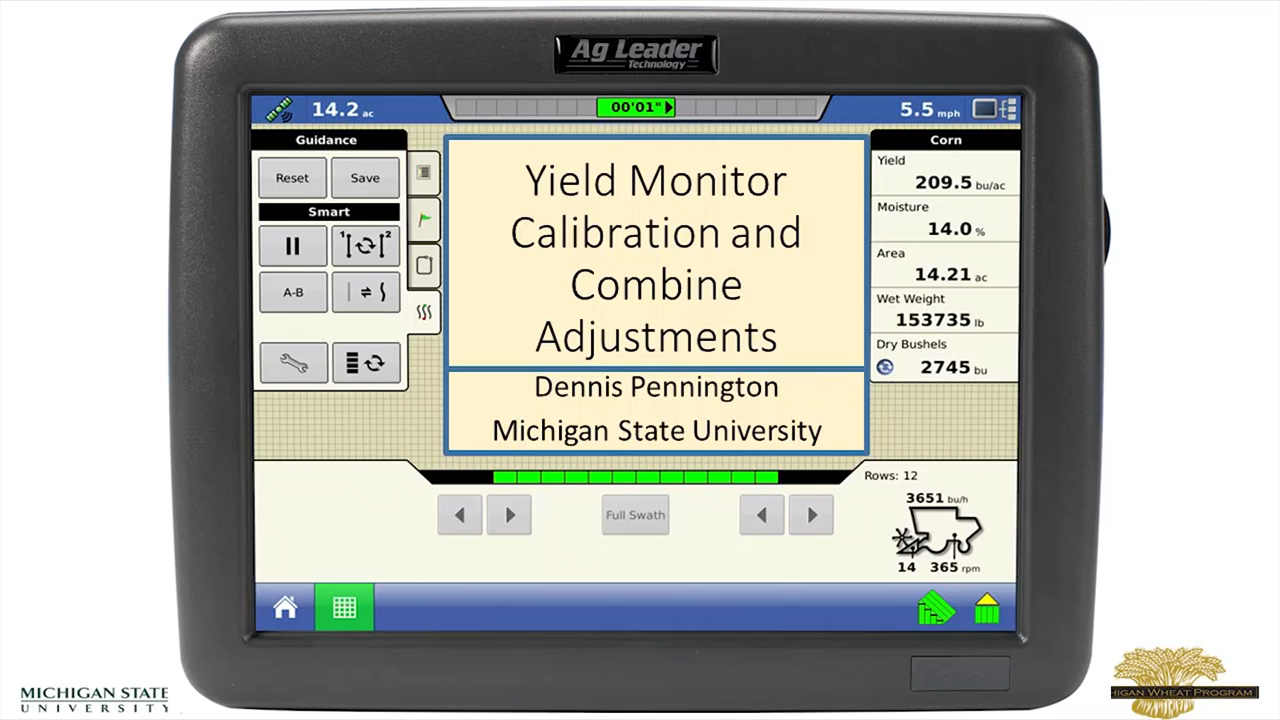 Ag Leader
Technology
14.2 ac
00'01"
5.5 mph
Guidance
Reset
Save
Smart
1 2
A-B
Yield Monitor
Calibration and
Combine
Adjustments
Dennis Pennington
Michigan State University
Corn
Yield
209.5 bu/ac
Moisture
14.0 %
Area
14.21 ac
Wet Weight
153735 lb
Dry Bushels
2745 bu
Full Swath
Rows: 12
3651 bu/h
14 365 rpm
MICHIGAN STATE
UNIVERSITY
HIGAN WHEAT PROGRAM